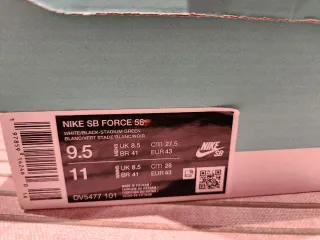 NIKE SB FORCE 58
WHITE/BLACK-STADIUM GREEN
BLANC/VERT STADE/BLANC/NOIR
9.5 UK 8.5 CM 27.5
BR 41 EUR 43
NIKE SB
11 UK 8.5 CM 28
BR 41 EUR 43
DV5477 101